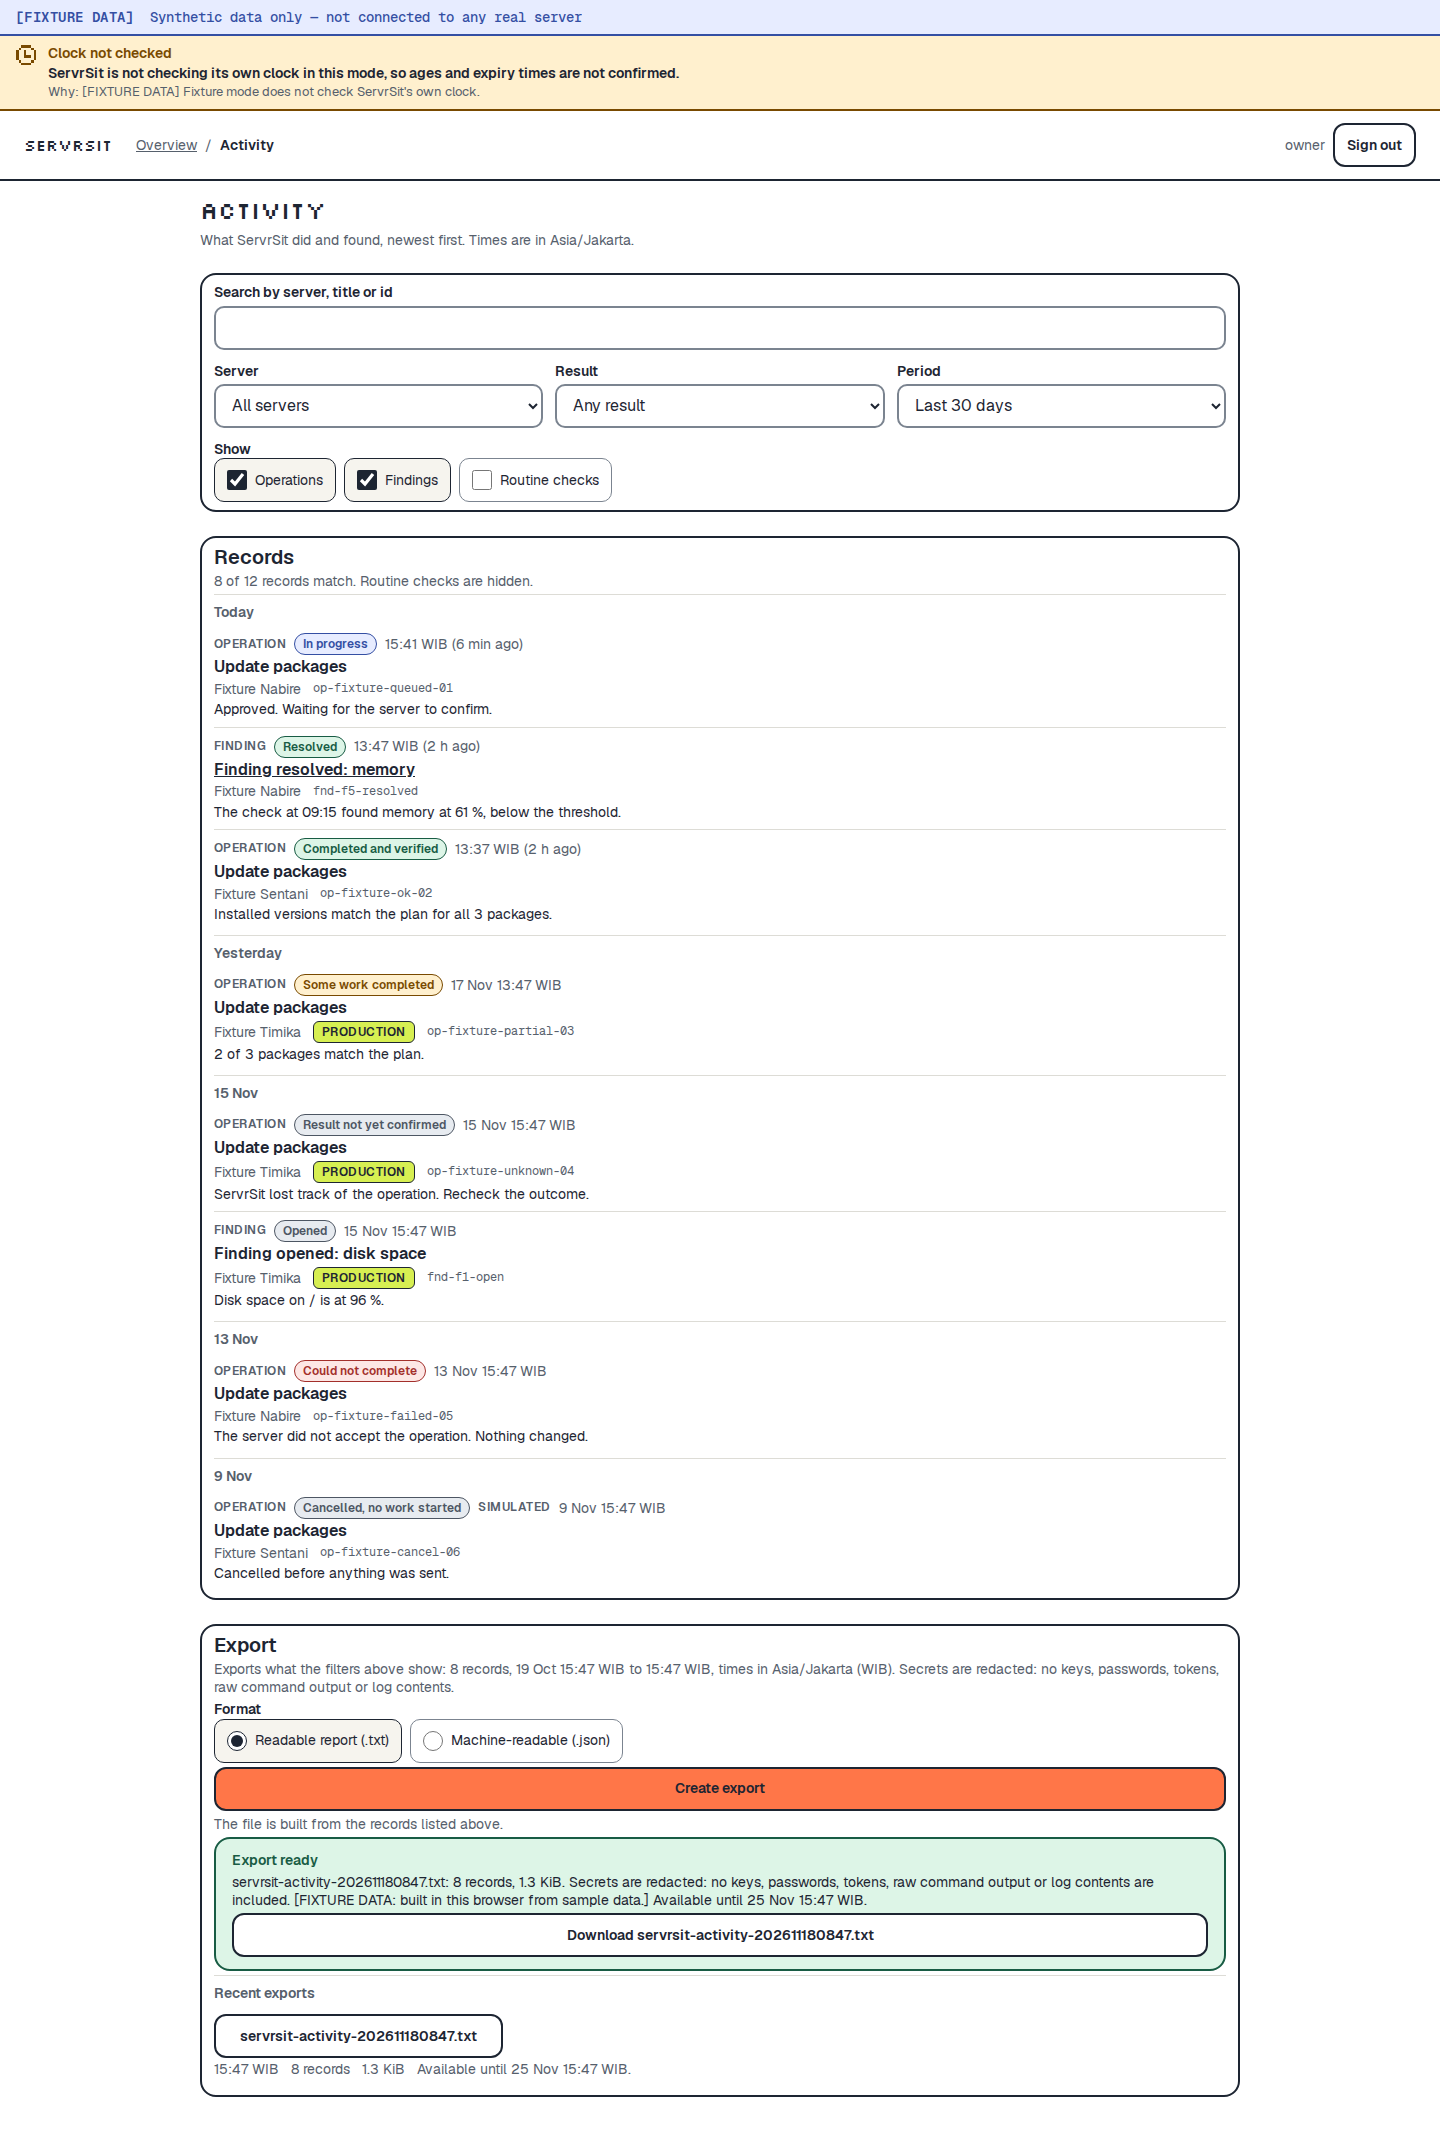 [FIXTURE DATA] Synthetic data only — not connected to any real server
Clock not checked
ServrSit is not checking its own clock in this mode, so ages and expiry times are not confirmed.
Why: [FIXTURE DATA] Fixture mode does not check ServrSit's own clock.
SERVRSIT Overview / Activity owner Sign out
ACTIVITY
What ServrSit did and found, newest first. Times are in Asia/Jakarta.
Search by server, title or id
Server Result Period
All servers Any result Last 30 days
Show
Operations Findings Routine checks
Records
8 of 12 records match. Routine checks are hidden.
Today
OPERATION In progress 15:41 WIB (6 min ago)
Update packages
Fixture Nabire op-fixture-queued-01
Approved. Waiting for the server to confirm.
FINDING Resolved 13:47 WIB (2 h ago)
Finding resolved: memory
Fixture Nabire fnd-f5-resolved
The check at 09:15 found memory at 61 %, below the threshold.
OPERATION Completed and verified 13:37 WIB (2 h ago)
Update packages
Fixture Sentani op-fixture-ok-02
Installed versions match the plan for all 3 packages.
Yesterday
OPERATION Some work completed 17 Nov 13:47 WIB
Update packages
Fixture Timika PRODUCTION op-fixture-partial-03
2 of 3 packages match the plan.
15 Nov
OPERATION Result not yet confirmed 15 Nov 15:47 WIB
Update packages
Fixture Timika PRODUCTION op-fixture-unknown-04
ServrSit lost track of the operation. Recheck the outcome.
FINDING Opened 15 Nov 15:47 WIB
Finding opened: disk space
Fixture Timika PRODUCTION fnd-f1-open
Disk space on / is at 96 %.
13 Nov
OPERATION Could not complete 13 Nov 15:47 WIB
Update packages
Fixture Nabire op-fixture-failed-05
The server did not accept the operation. Nothing changed.
9 Nov
OPERATION Cancelled, no work started SIMULATED 9 Nov 15:47 WIB
Update packages
Fixture Sentani op-fixture-cancel-06
Cancelled before anything was sent.
Export
Exports what the filters above show: 8 records, 19 Oct 15:47 WIB to 15:47 WIB, times in Asia/Jakarta (WIB). Secrets are redacted: no keys, passwords, tokens,
raw command output or log contents.
Format
Readable report (.txt) Machine-readable (.json)
Create export
The file is built from the records listed above.
Export ready
servrsit-activity-202611180847.txt: 8 records, 1.3 KiB. Secrets are redacted: no keys, passwords, tokens, raw command output or log contents are
included. [FIXTURE DATA: built in this browser from sample data.] Available until 25 Nov 15:47 WIB.
Download servrsit-activity-202611180847.txt
Recent exports
servrsit-activity-202611180847.txt
15:47 WIB 8 records 1.3 KiB Available until 25 Nov 15:47 WIB.